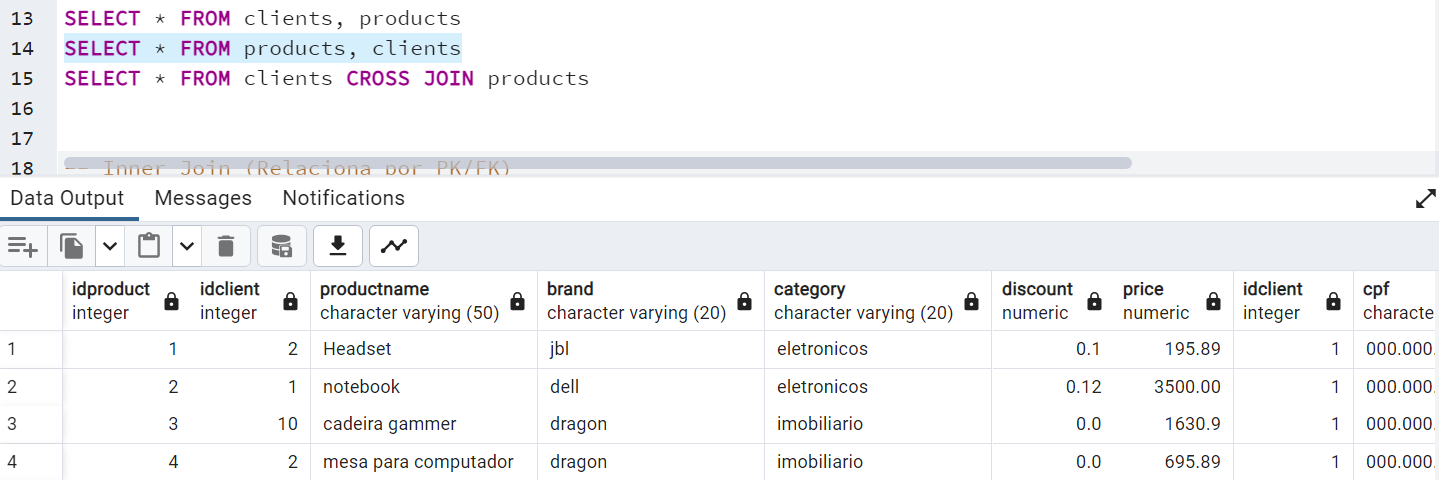 13 SELECT * FROM clients, products
14 SELECT * FROM products, clients
15 SELECT * FROM clients CROSS JOIN products
16
17
18 -- Inner Join (Relaciona por PK/FK)
Data Output Messages Notifications
idproduct idclient productname brand category discount price idclient cpf
integer integer character varying (50) character varying (20) character varying (20) numeric numeric integer characte
1 1 2 Headset jbl eletronicos 0.1 195.89 1 000.000.
2 2 1 notebook dell eletronicos 0.12 3500.00 1 000.000.
3 3 10 cadeira gammer dragon imobiliario 0.0 1630.9 1 000.000.
4 4 2 mesa para computador dragon imobiliario 0.0 695.89 1 000.000.